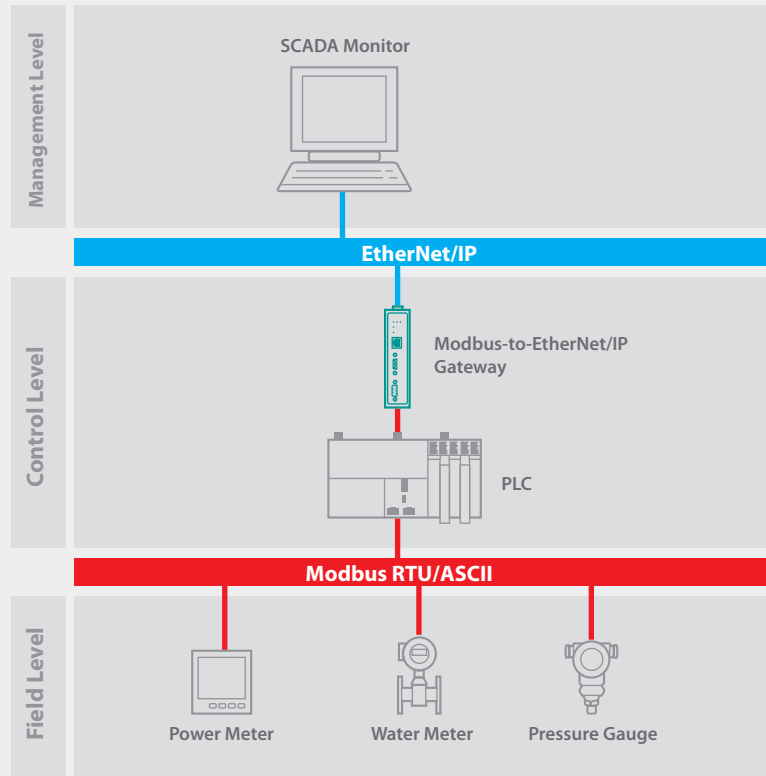 Management Level
SCADA Monitor
EtherNet/IP
Control Level
Modbus-to-EtherNet/IP
Gateway
PLC
Modbus RTU/ASCII
Field Level
Power Meter
Water Meter
Pressure Gauge